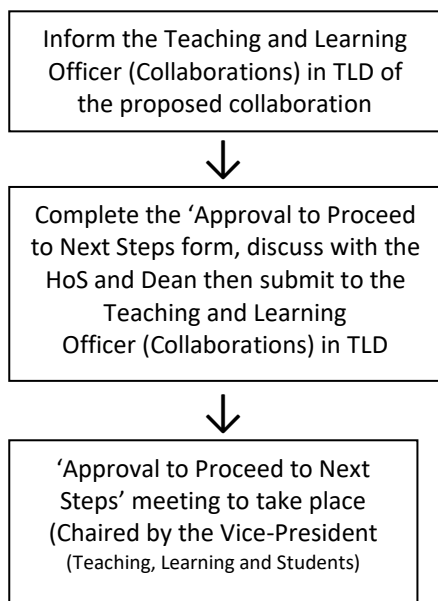 Inform the Teaching and Learning
Officer (Collaborations) in TLD of
the proposed collaboration
Complete the ‘Approval to Proceed
to Next Steps form, discuss with the
HoS and Dean then submit to the
Teaching and Learning
Officer (Collaborations) in TLD
‘Approval to Proceed to Next
Steps’ meeting to take place
(Chaired by the Vice-President
(Teaching, Learning and Students)